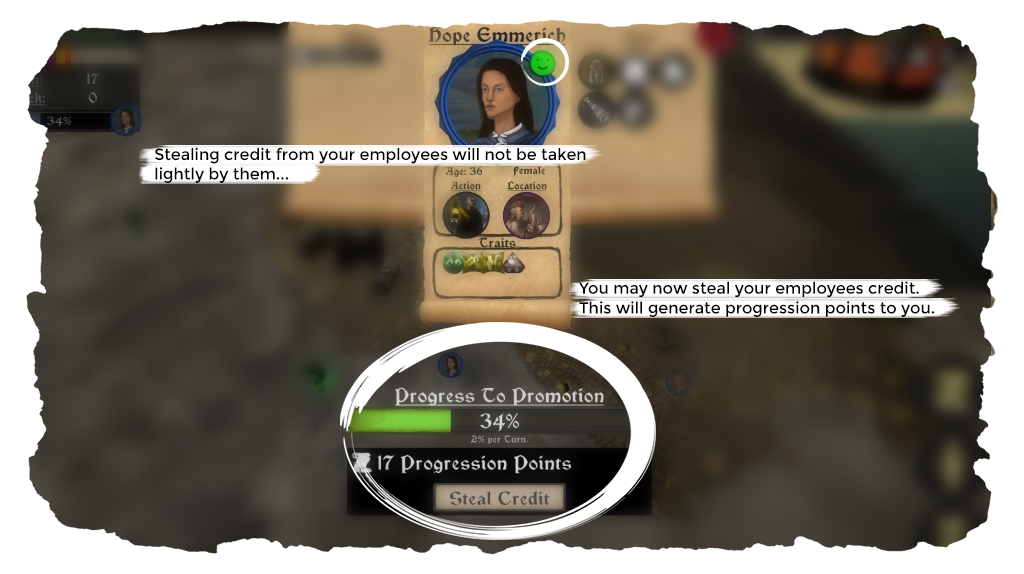 Hope Emmerich
17
0
34%
Stealing credit from your employees will not be taken
lightly by them...
Age: 36 Female
Action Location
Traits
You may now steal your employees credit.
This will generate progression points to you.
Progress To Promotion
34%
2% per Turn.
17 Progression Points
Steal Credit